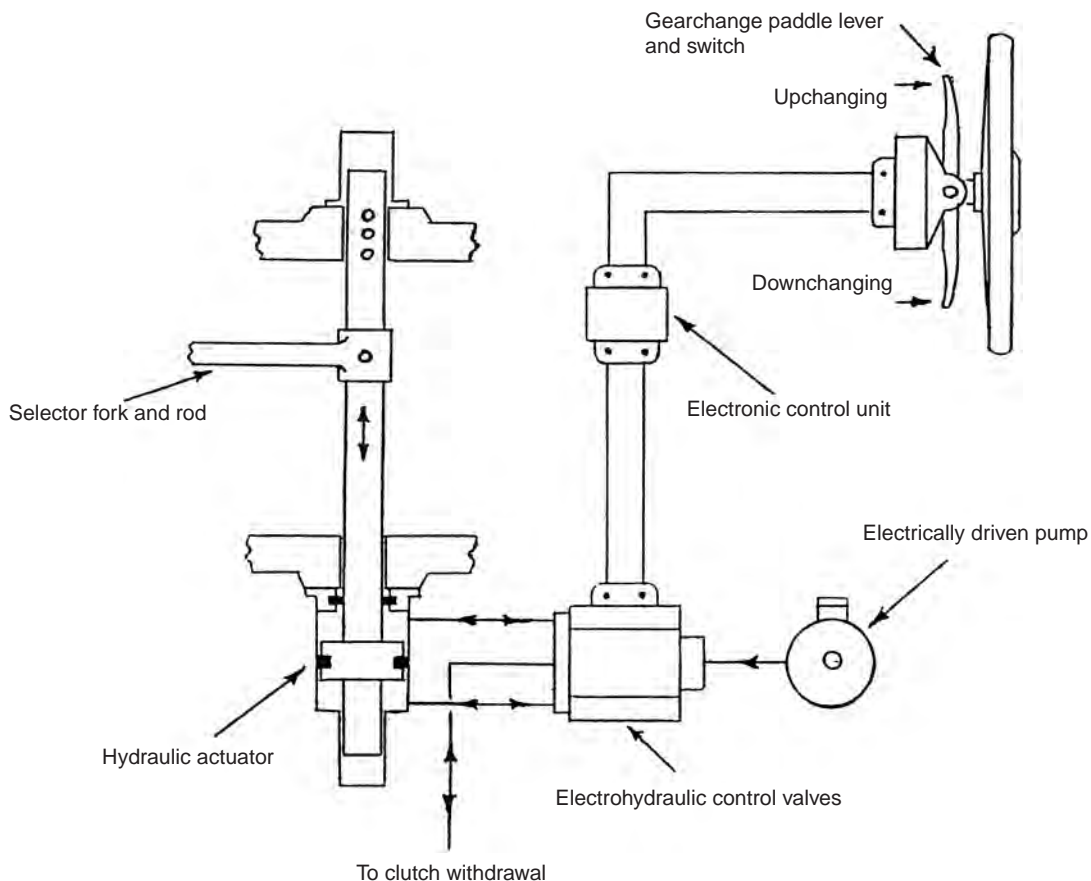 Gearchange paddle lever
and switch
Upchanging
Downchanging
Selector fork and rod
Electronic control unit
Electrically driven pump
Hydraulic actuator
Electrohydraulic control valves
To clutch withdrawal